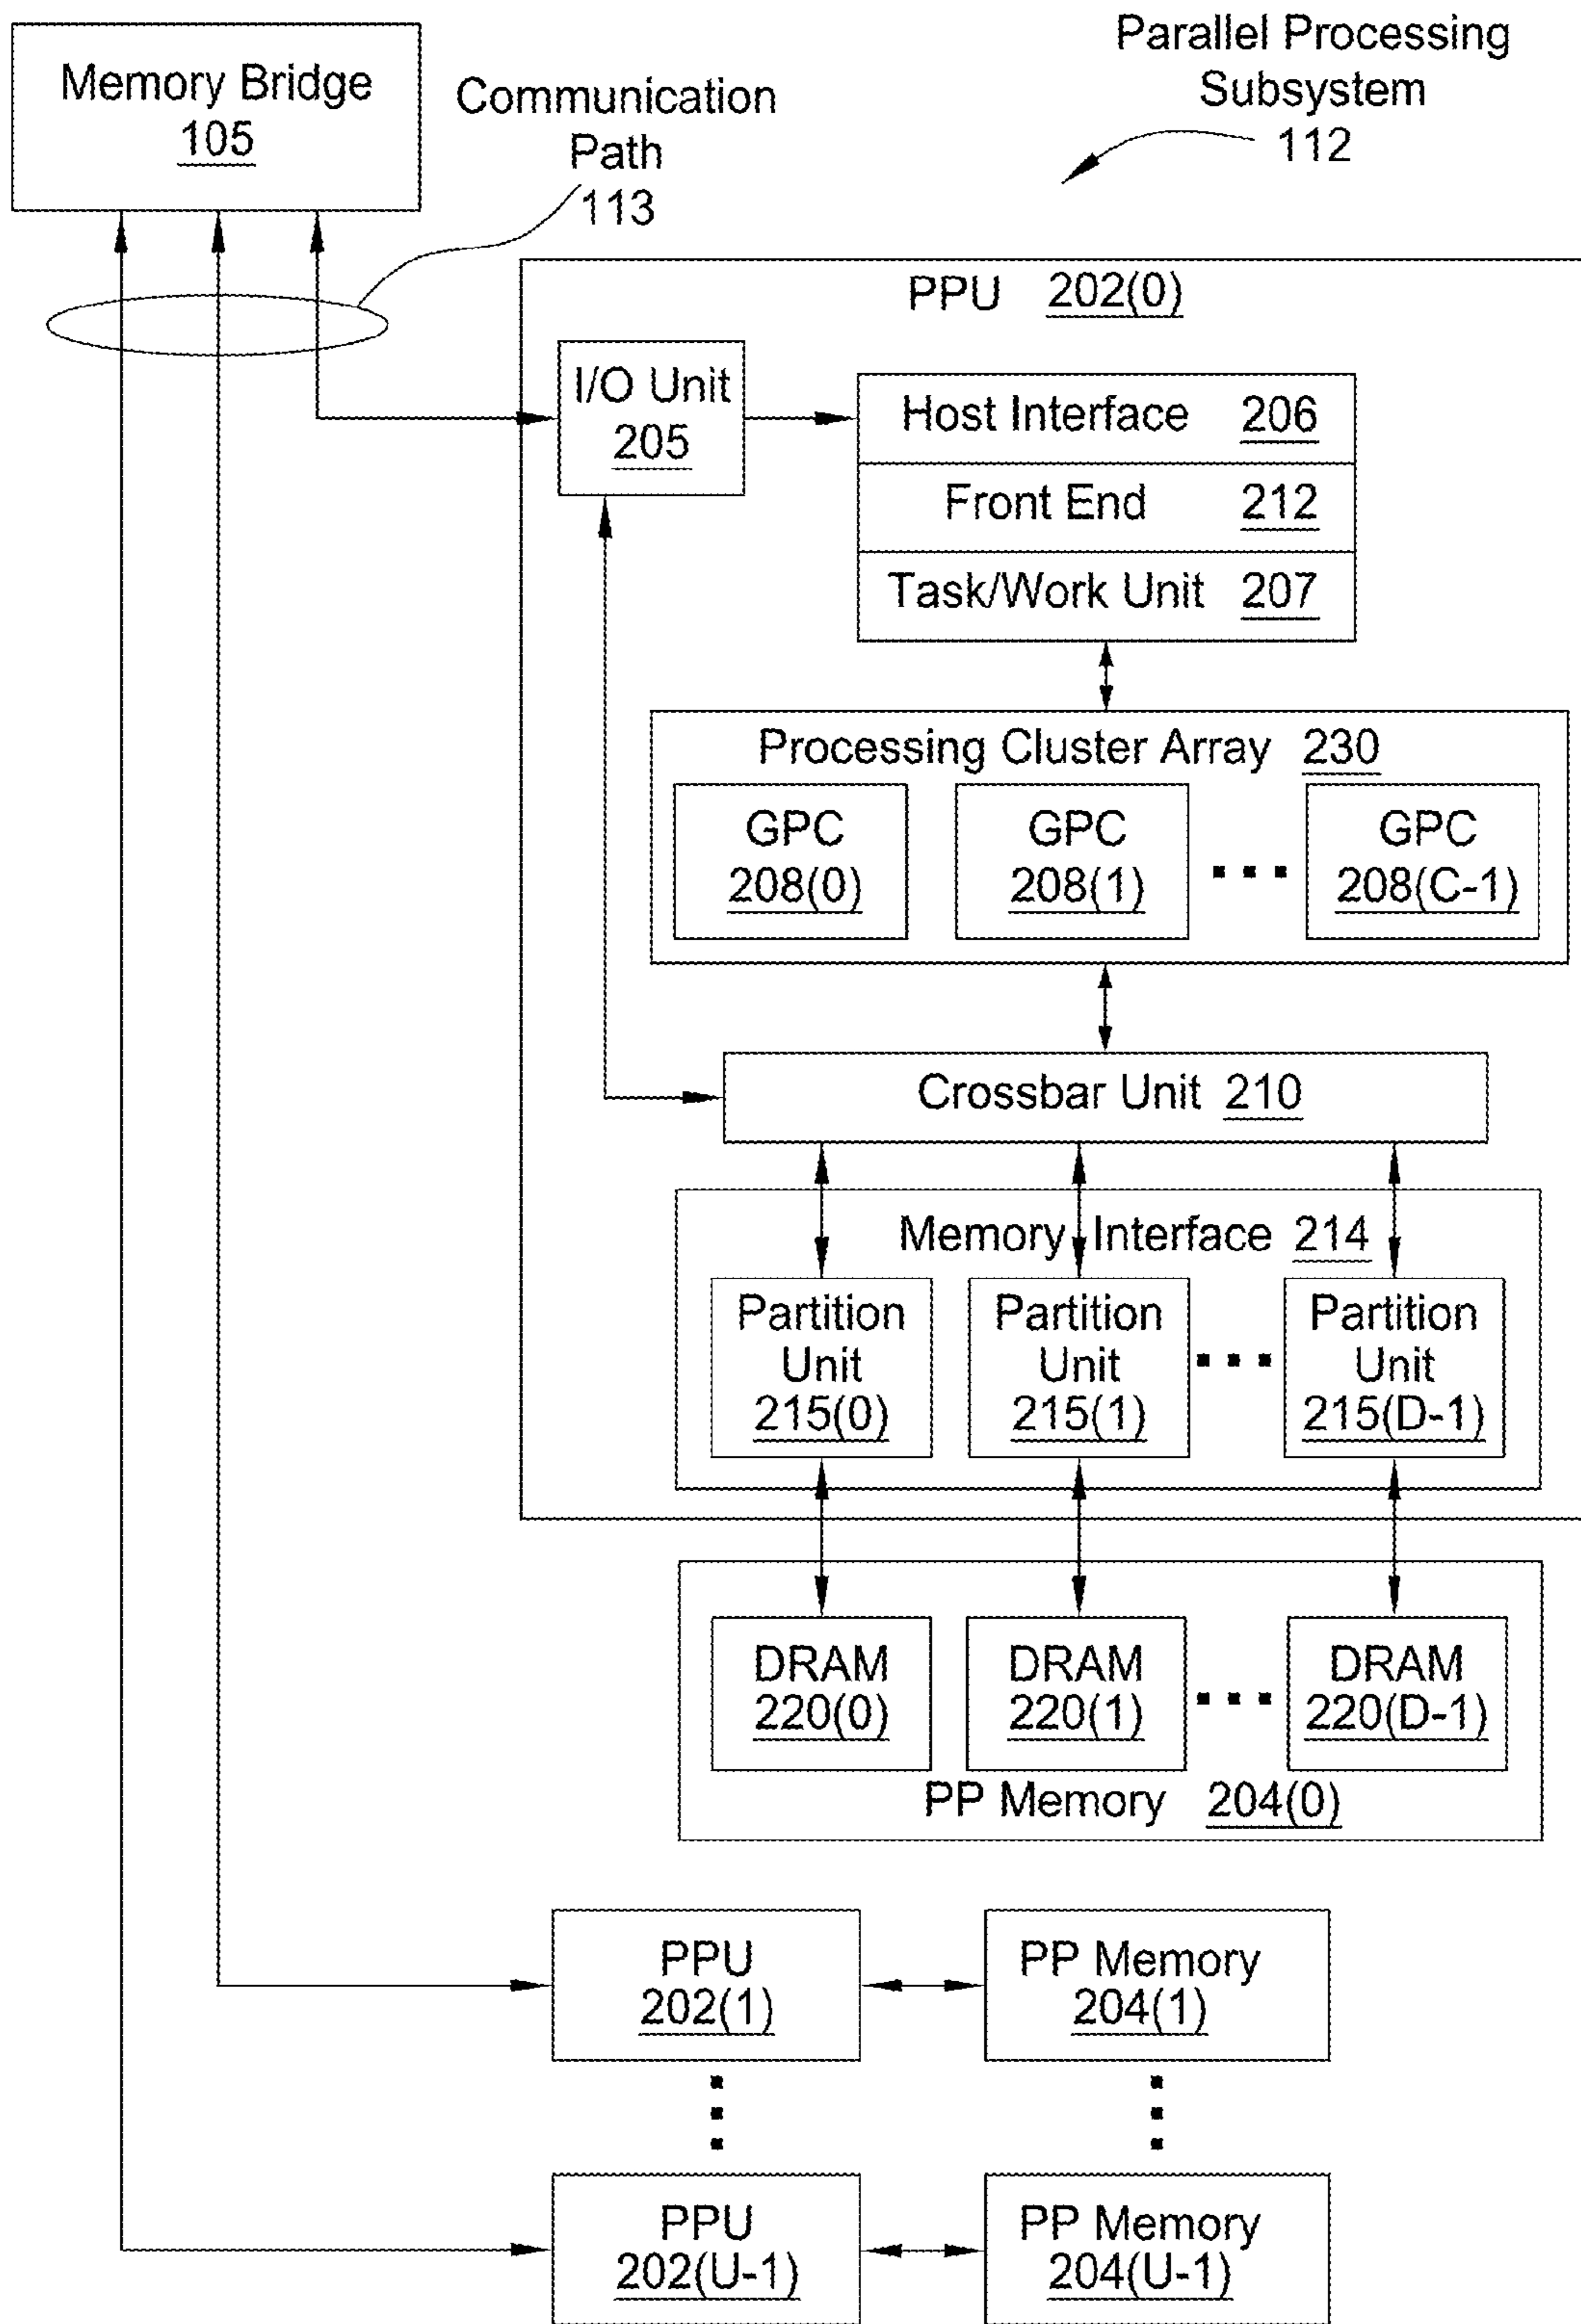 Memory Bridge
105
Communication
Path
113
Parallel Processing
Subsystem
112
PPU 202(0)
I/O Unit
205
Host Interface 206
Front End 212
Task/Work Unit 207
Processing Cluster Array 230
GPC
208(0)
GPC
208(1)
GPC
208(C-1)
Crossbar Unit 210
Memory Interface 214
Partition
Unit
215(0)
Partition
Unit
215(1)
Partition
Unit
215(D-1)
DRAM
220(0)
DRAM
220(1)
DRAM
220(D-1)
PP Memory 204(0)
PPU
202(1)
PP Memory
204(1)
PPU
202(U-1)
PP Memory
204(U-1)